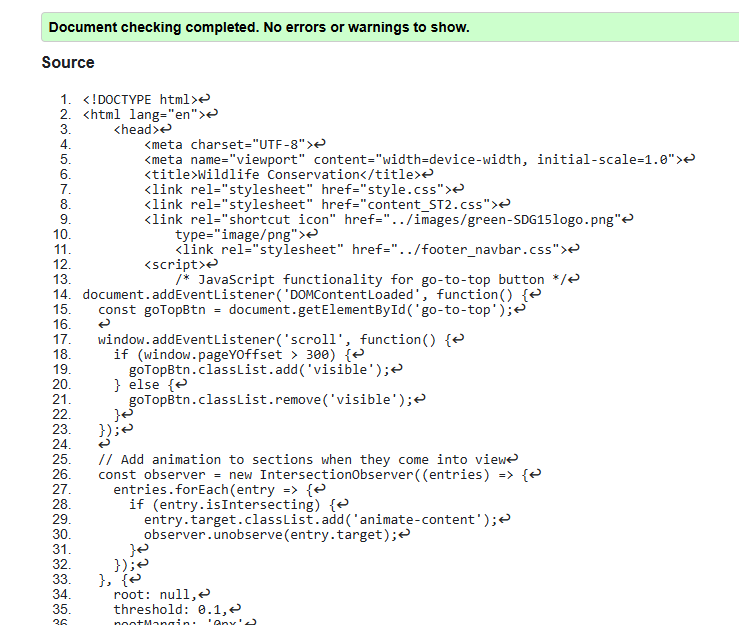 Document checking completed. No errors or warnings to show.
Source
1. <!DOCTYPE html>↩
2. <html lang="en">↩
3.     <head>↩
4.         <meta charset="UTF-8">↩
5.         <meta name="viewport" content="width=device-width, initial-scale=1.0">↩
6.         <title>Wildlife Conservation</title>↩
7.         <link rel="stylesheet" href="style.css">↩
8.         <link rel="stylesheet" href="content_ST2.css">↩
9.         <link rel="shortcut icon" href="../images/green-SDG15logo.png"↩
10.             type="image/png">↩
11.             <link rel="stylesheet" href="../footer_navbar.css">↩
12.         <script>↩
13.             /* JavaScript functionality for go-to-top button */↩
14. document.addEventListener('DOMContentLoaded', function() {↩
15.   const goTopBtn = document.getElementById('go-to-top');↩
16.   ↩
17.   window.addEventListener('scroll', function() {↩
18.     if (window.pageYOffset > 300) {↩
19.       goTopBtn.classList.add('visible');↩
20.     } else {↩
21.       goTopBtn.classList.remove('visible');↩
22.     }↩
23.   });↩
24.   ↩
25.   // Add animation to sections when they come into view↩
26.   const observer = new IntersectionObserver((entries) => {↩
27.     entries.forEach(entry => {↩
28.       if (entry.isIntersecting) {↩
29.         entry.target.classList.add('animate-content');↩
30.         observer.unobserve(entry.target);↩
31.       }↩
32.     });↩
33.   }, {↩
34.     root: null,↩
35.     threshold: 0.1,↩
36.     rootMargin: '0px'↩